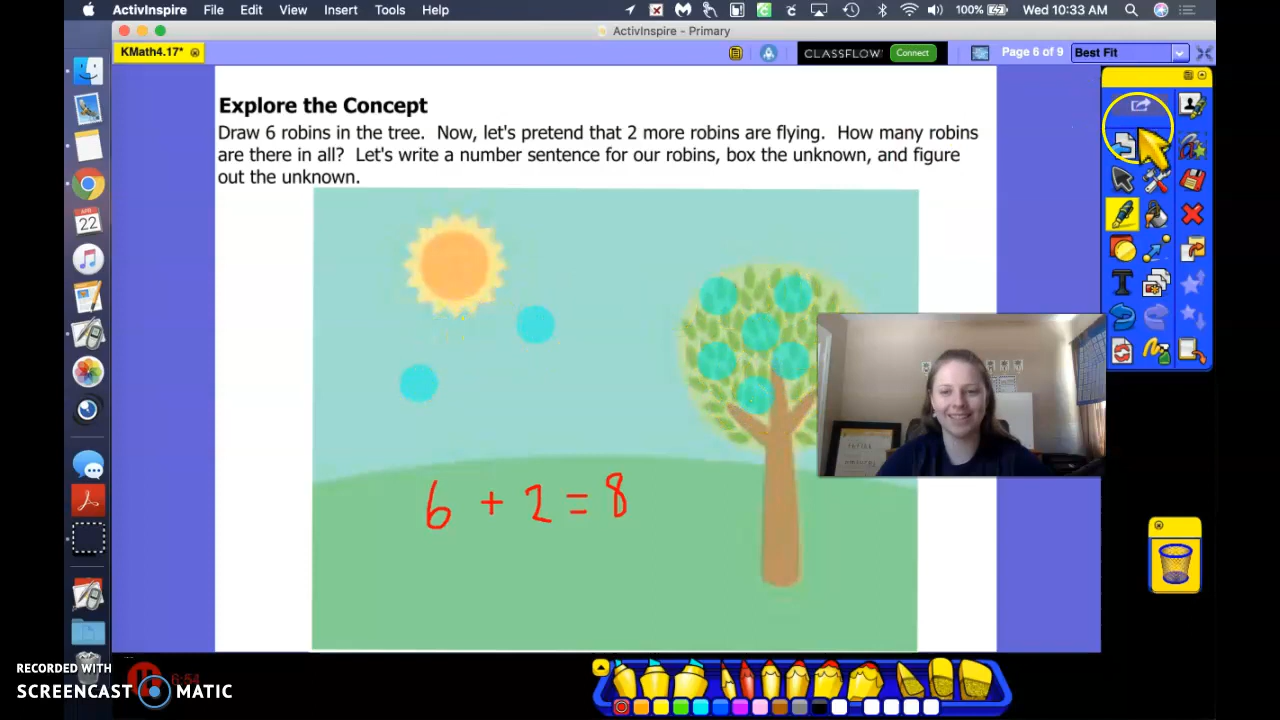 ActivInspire File Edit View Insert Tools Help 100% Wed 10:33 AM
ActivInspire - Primary
KMath4.17* CLASSFLOW Connect Page 6 of 9 Best Fit
Explore the Concept
Draw 6 robins in the tree. Now, let's pretend that 2 more robins are flying. How many robins
are there in all? Let's write a number sentence for our robins, box the unknown, and figure
out the unknown.
APR
22
6 + 2 = 8
RECORDED WITH
SCREENCAST MATIC
6:54